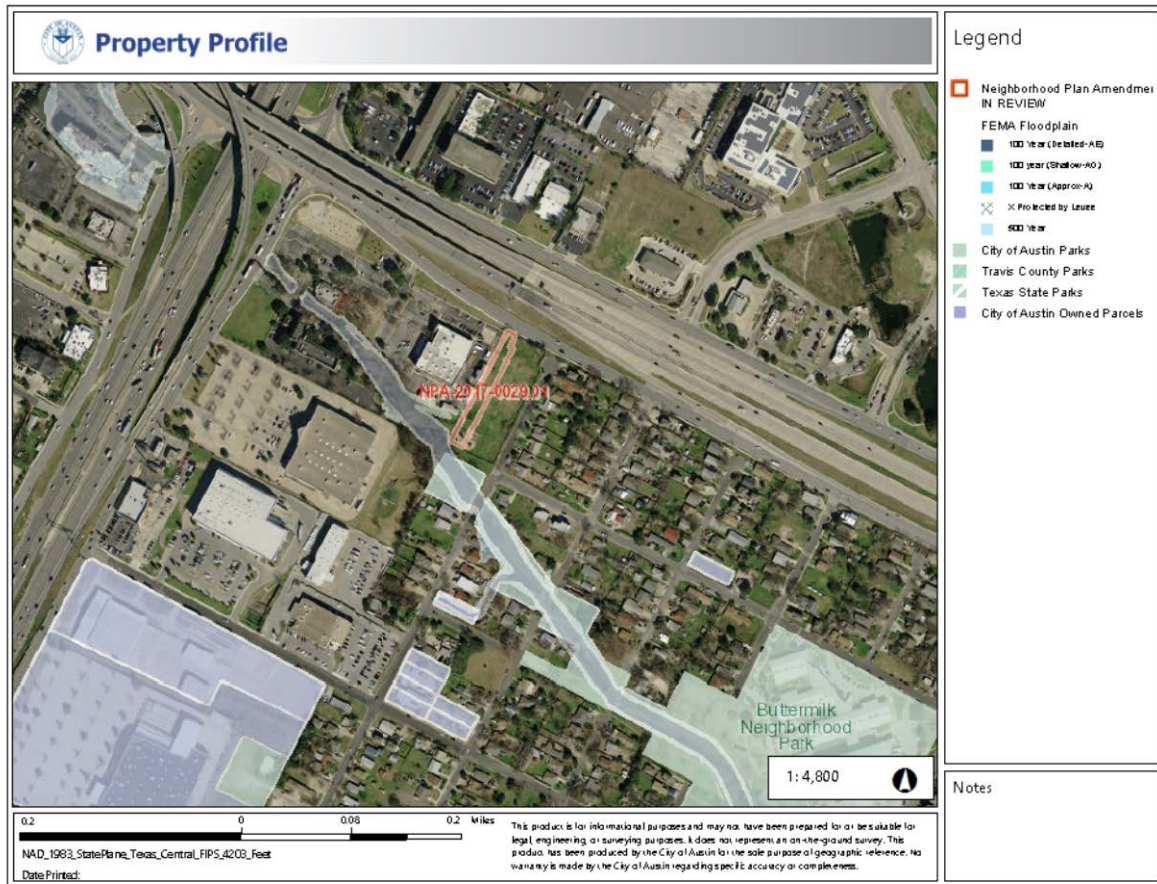 Property Profile
NPA-2017-0029.01
Buttermilk
Neighborhood
Park
1: 4,800
Legend
Neighborhood Plan Amendmer
IN REVIEW
FEMA Floodplain
100 Year (Detailed-AE)
100 year (Shallow-AO)
100 Year (Approx-A)
X Protected by Levee
500 Year
City of Austin Parks
Travis County Parks
Texas State Parks
City of Austin Owned Parcels
Notes
0.2 0 0.08 0.2 Miles
NAD_1983_StatePlane_Texas_Central_FIPS_4203_Feet
Date Printed:
This product is for informational purposes and may not have been prepared for or be suitable for
legal, engineering, or surveying purposes. It does not represent an on-the-ground survey. This
product has been produced by the City of Austin for the sole purpose of geographic reference. No
warranty is made by the City of Austin regarding specific accuracy or completeness.